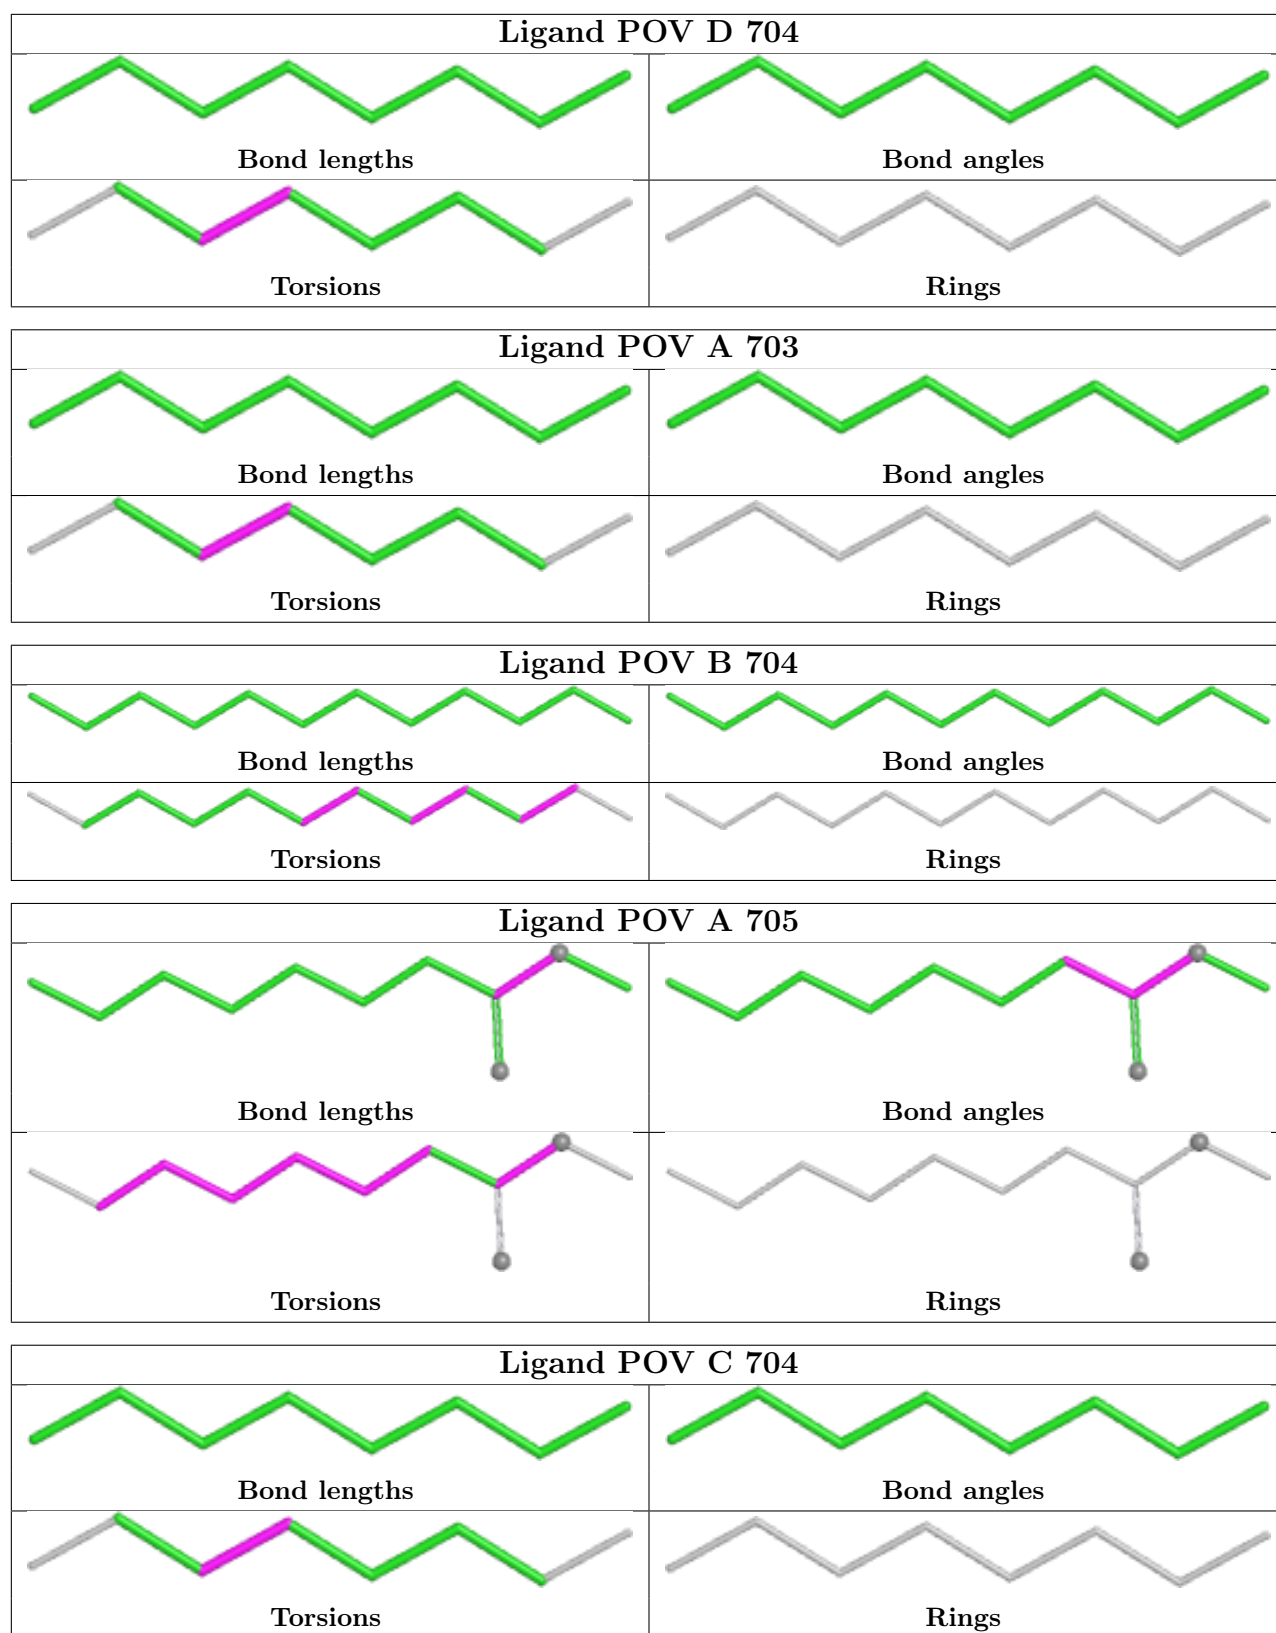 Ligand POV D 704
Bond lengths
Bond angles
Torsions
Rings
Ligand POV A 703
Bond lengths
Bond angles
Torsions
Rings
Ligand POV B 704
Bond lengths
Bond angles
Torsions
Rings
Ligand POV A 705
Bond lengths
Bond angles
Torsions
Rings
Ligand POV C 704
Bond lengths
Bond angles
Torsions
Rings